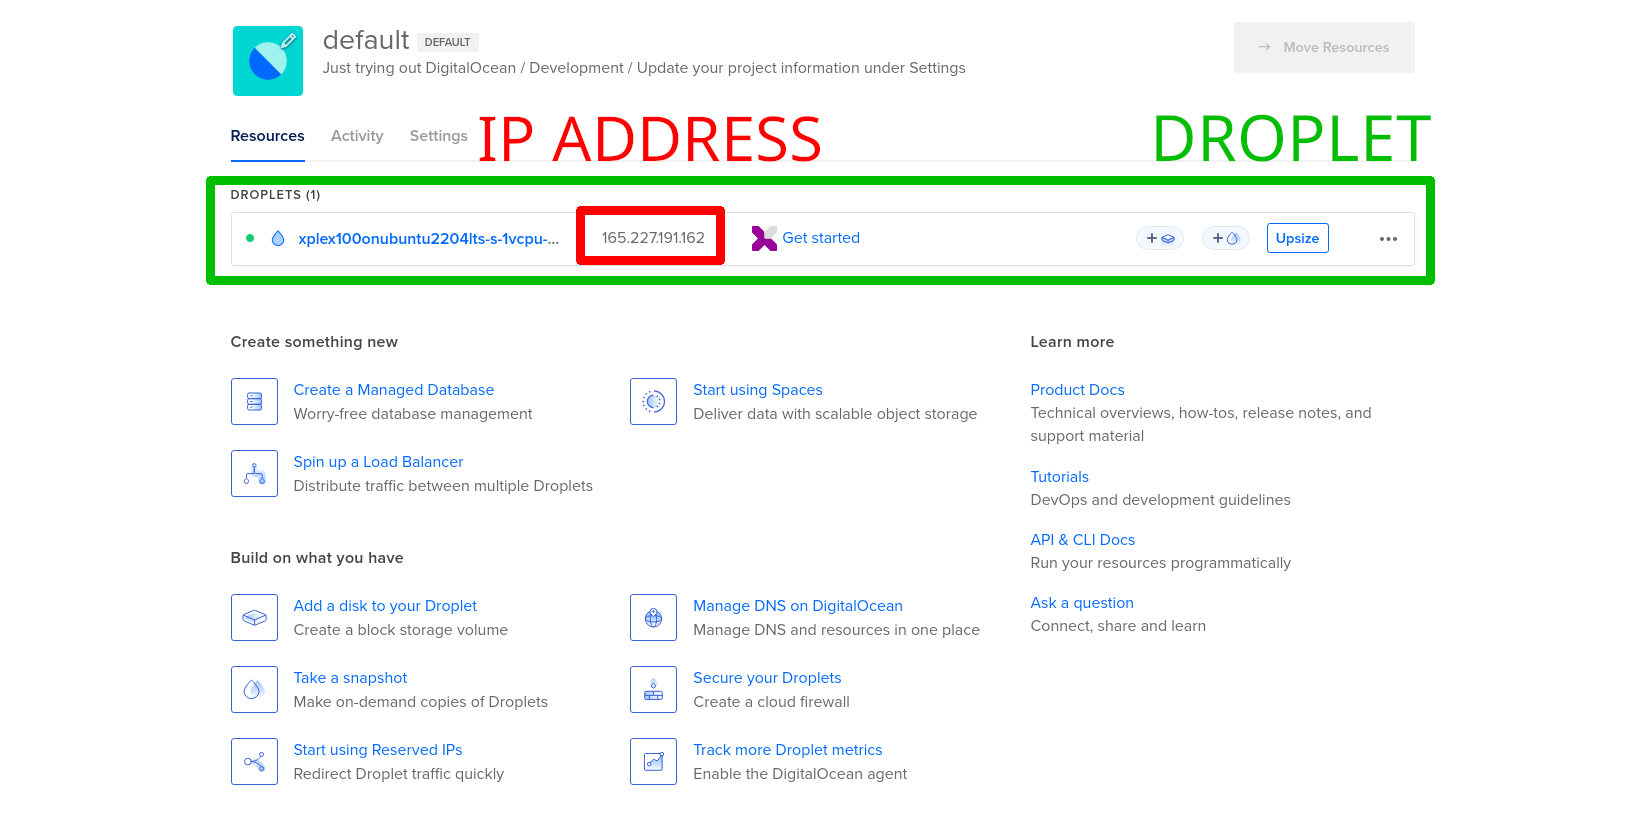 default DEFAULT
Just trying out DigitalOcean / Development / Update your project information under Settings
→ Move Resources
Resources Activity Settings IP ADDRESS DROPLET
DROPLETS (1)
xplex100onubuntu2204lts-s-1vcpu-... 165.227.191.162 Get started + + Upsize ...
Create something new
Create a Managed Database
Worry-free database management
Start using Spaces
Deliver data with scalable object storage
Spin up a Load Balancer
Distribute traffic between multiple Droplets
Build on what you have
Add a disk to your Droplet
Create a block storage volume
Manage DNS on DigitalOcean
Manage DNS and resources in one place
Take a snapshot
Make on-demand copies of Droplets
Secure your Droplets
Create a cloud firewall
Start using Reserved IPs
Redirect Droplet traffic quickly
Track more Droplet metrics
Enable the DigitalOcean agent
Learn more
Product Docs
Technical overviews, how-tos, release notes, and
support material
Tutorials
DevOps and development guidelines
API & CLI Docs
Run your resources programmatically
Ask a question
Connect, share and learn